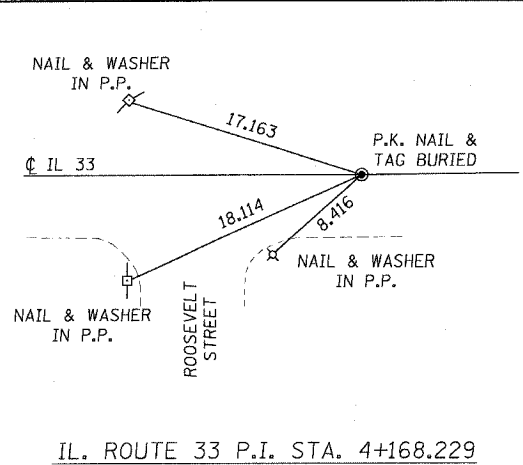 NAIL & WASHER
IN P.P.
17.163
P.K. NAIL &
TAG BURIED
℄ IL 33
18.114
8.416
NAIL & WASHER
IN P.P.
NAIL & WASHER
IN P.P.
ROOSEVELT
STREET
IL. ROUTE 33 P.I. STA. 4+168.229